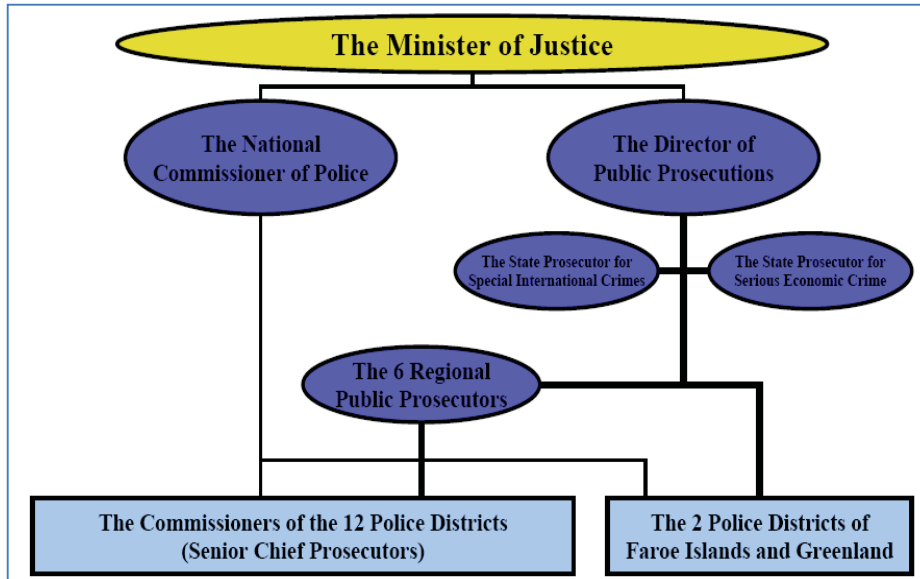 The Minister of Justice
The National
Commissioner of Police
The Director of
Public Prosecutions
The State Prosecutor for
Special International Crimes
The State Prosecutor for
Serious Economic Crime
The 6 Regional
Public Prosecutors
The Commissioners of the 12 Police Districts
(Senior Chief Prosecutors)
The 2 Police Districts of
Faroe Islands and Greenland